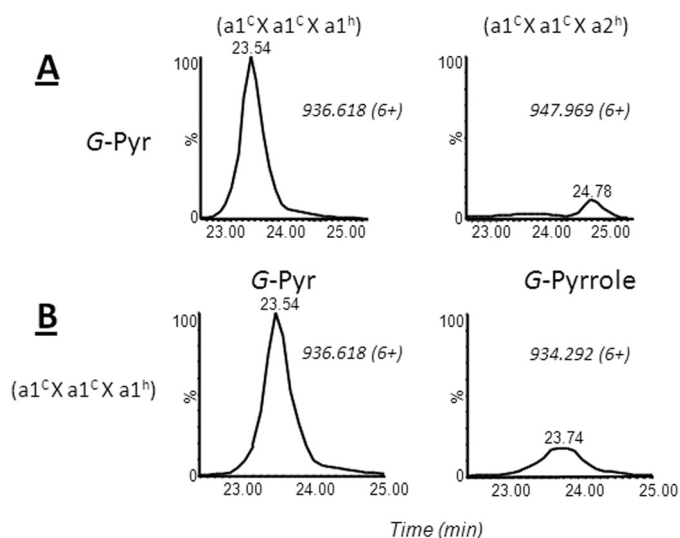 (a1ᶜX a1ᶜX a1ʰ)
(a1ᶜX a1ᶜX a2ʰ)
A
G-Pyr
100
%
0
23.54
936.618 (6+)
23.00 24.00 25.00
100
%
0
947.969 (6+)
24.78
23.00 24.00 25.00
B
(a1ᶜX a1ᶜX a1ʰ)
G-Pyr
100
%
0
23.54
936.618 (6+)
23.00 24.00 25.00
G-Pyrrole
100
%
0
934.292 (6+)
23.74
23.00 24.00 25.00
Time (min)